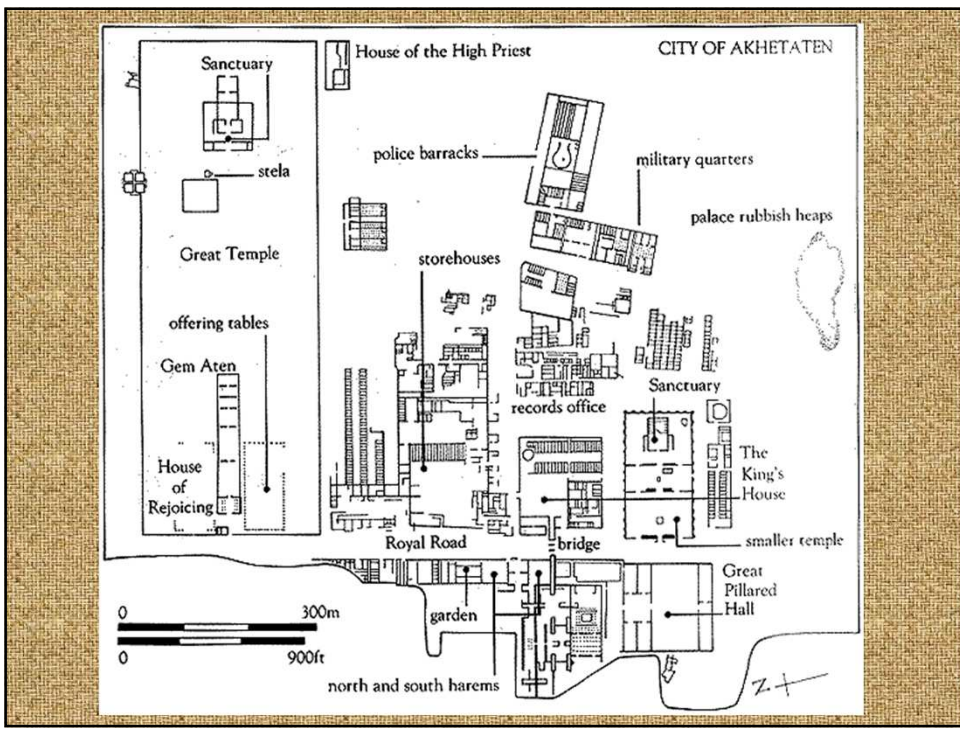 CITY OF AKHETATEN
House of the High Priest
Sanctuary
police barracks
military quarters
stela
palace rubbish heaps
Great Temple
storehouses
offering tables
Gem Aten
Sanctuary
records office
House
of
Rejoicing
The
King's
House
Royal Road
bridge
smaller temple
Great
Pillared
Hall
garden
0 300m
0 900ft
north and south harems
Z